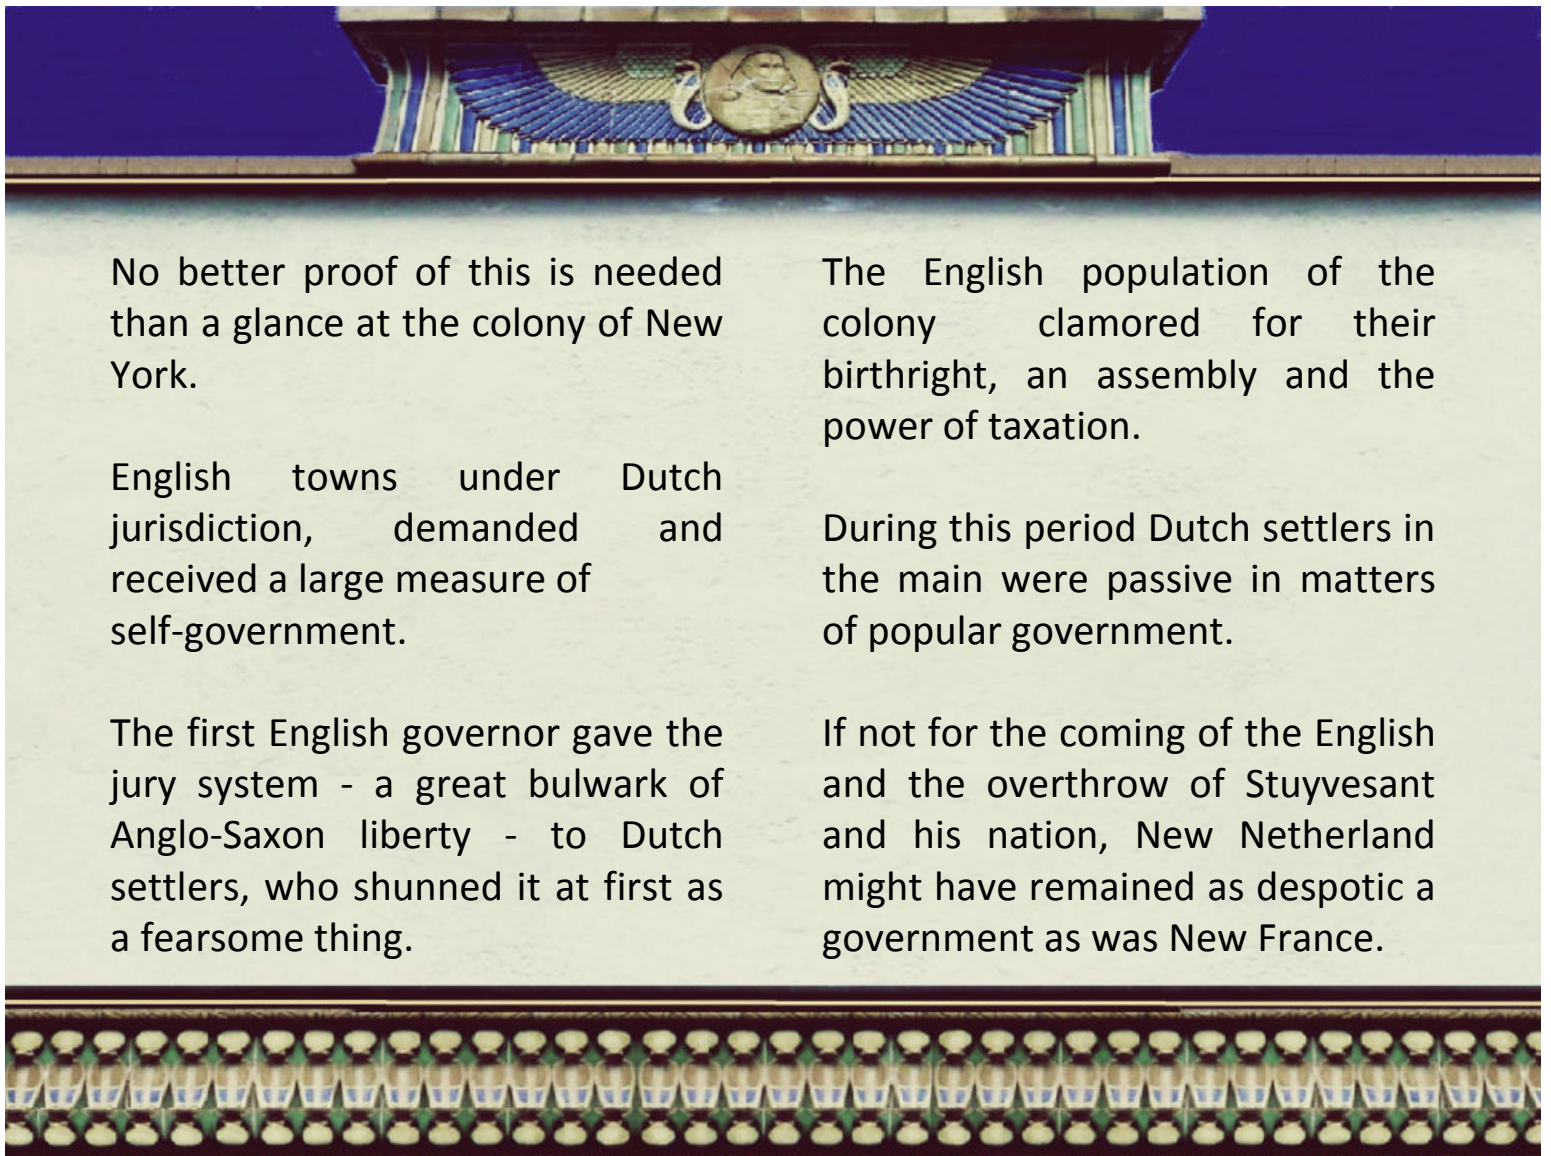 No better proof of this is needed
than a glance at the colony of New
York.
English towns under Dutch
jurisdiction, demanded and
received a large measure of
self-government.
The first English governor gave the
jury system - a great bulwark of
Anglo-Saxon liberty - to Dutch
settlers, who shunned it at first as
a fearsome thing.
The English population of the
colony clamored for their
birthright, an assembly and the
power of taxation.
During this period Dutch settlers in
the main were passive in matters
of popular government.
If not for the coming of the English
and the overthrow of Stuyvesant
and his nation, New Netherland
might have remained as despotic a
government as was New France.